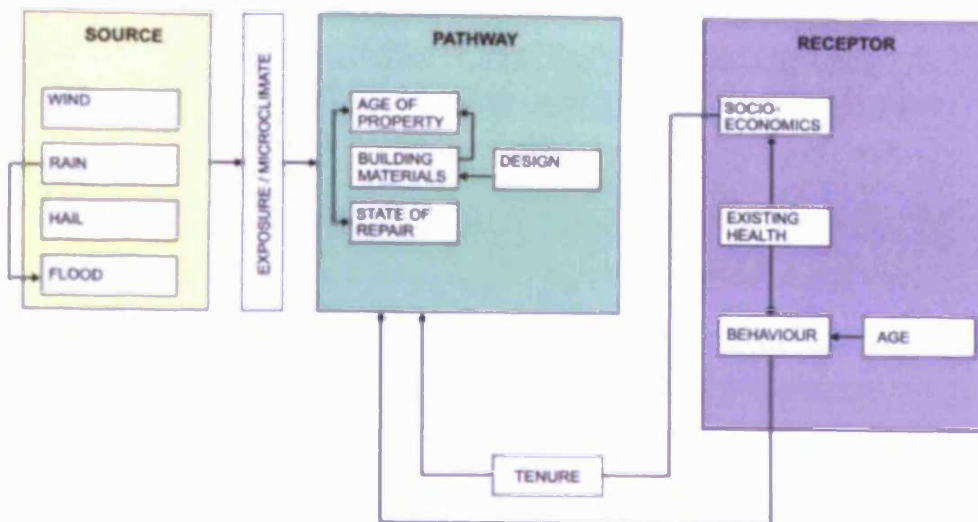 SOURCE
WIND
RAIN
HAIL
FLOOD
EXPOSURE / MICROCLIMATE
PATHWAY
AGE OF
PROPERTY
BUILDING
MATERIALS
DESIGN
STATE OF
REPAIR
RECEPTOR
SOCIO-
ECONOMICS
EXISTING
HEALTH
BEHAVIOUR
AGE
TENURE